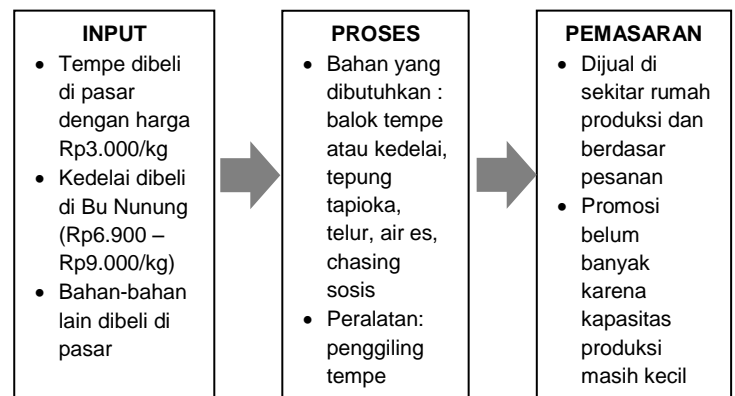 INPUT
• Tempe dibeli
di pasar
dengan harga
Rp3.000/kg
• Kedelai dibeli
di Bu Nunung
(Rp6.900 –
Rp9.000/kg)
• Bahan-bahan
lain dibeli di
pasar
PROSES
• Bahan yang
dibutuhkan :
balok tempe
atau kedelai,
tepung
tapioka,
telur, air es,
chasing
sosis
• Peralatan:
penggiling
tempe
PEMASARAN
• Dijual di
sekitar rumah
produksi dan
berdasar
pesanan
• Promosi
belum
banyak
karena
kapasitas
produksi
masih kecil